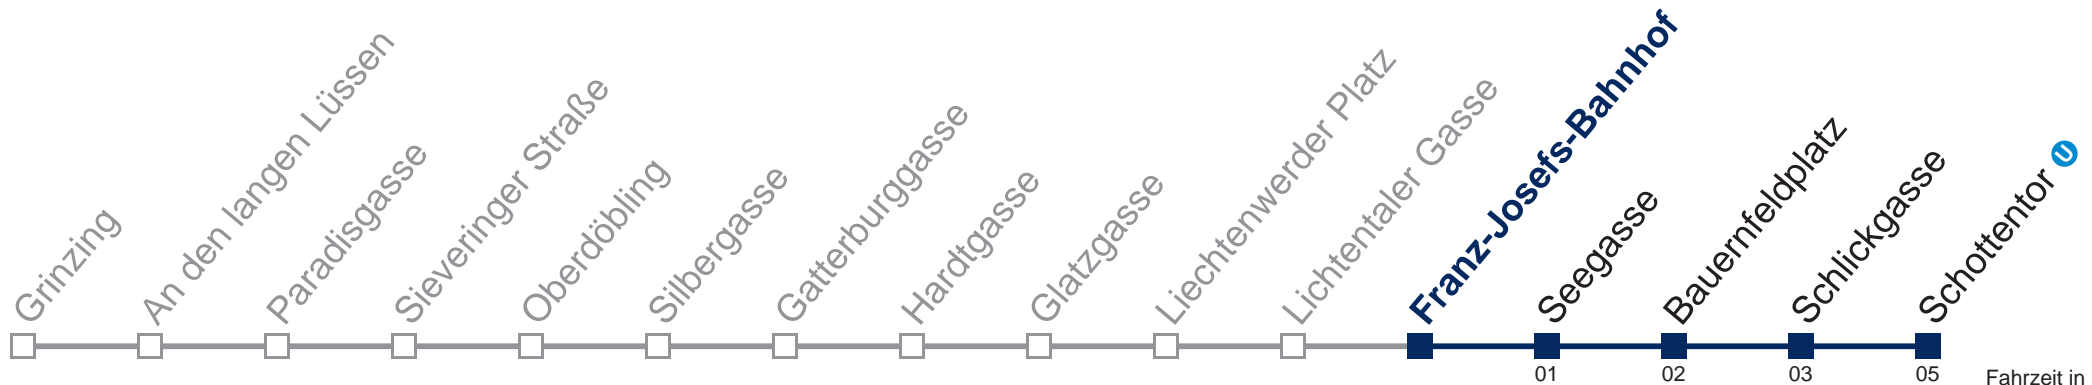 Grinzing
An den langen Lüssen
Paradisgasse
Sieveringer Straße
Oberdöbling
Silbergasse
Gatterburggasse
Hardtgasse
Glatzgasse
Liechtenwerder Platz
Lichtentaler Gasse
Franz-Josefs-Bahnhof
Seegasse
Bauernfeldplatz
Schlickgasse
Schottentor U
01 02 03 05 Fahrzeit in